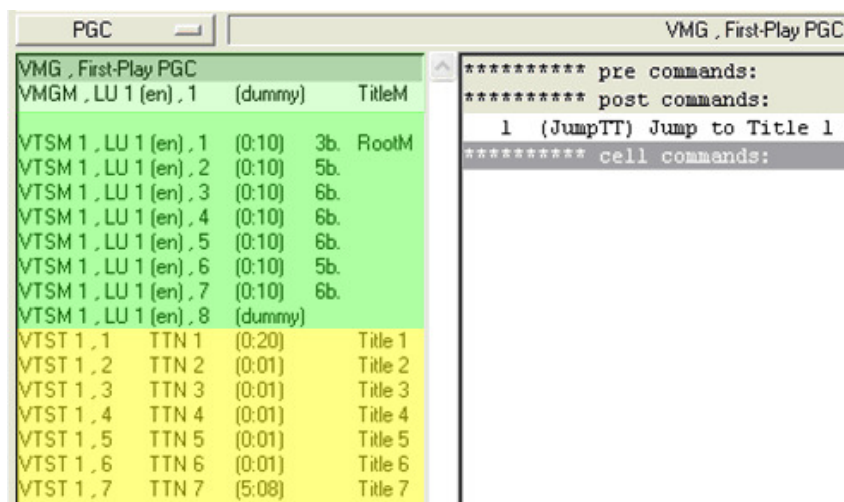 PGC
VMG , First-Play PGC
VMG , First-Play PGC
VMGM , LU 1 (en) , 1 (dummy) TitleM
VTSM 1 , LU 1 (en) , 1 (0:10) 3b. RootM
VTSM 1 , LU 1 (en) , 2 (0:10) 5b.
VTSM 1 , LU 1 (en) , 3 (0:10) 6b.
VTSM 1 , LU 1 (en) , 4 (0:10) 6b.
VTSM 1 , LU 1 (en) , 5 (0:10) 6b.
VTSM 1 , LU 1 (en) , 6 (0:10) 5b.
VTSM 1 , LU 1 (en) , 7 (0:10) 6b.
VTSM 1 , LU 1 (en) , 8 (dummy)
VTST 1 , 1 TTN 1 (0:20) Title 1
VTST 1 , 2 TTN 2 (0:01) Title 2
VTST 1 , 3 TTN 3 (0:01) Title 3
VTST 1 , 4 TTN 4 (0:01) Title 4
VTST 1 , 5 TTN 5 (0:01) Title 5
VTST 1 , 6 TTN 6 (0:01) Title 6
VTST 1 , 7 TTN 7 (5:08) Title 7
********** pre commands:
********** post commands:
1 (JumpTT) Jump to Title 1
********** cell commands: